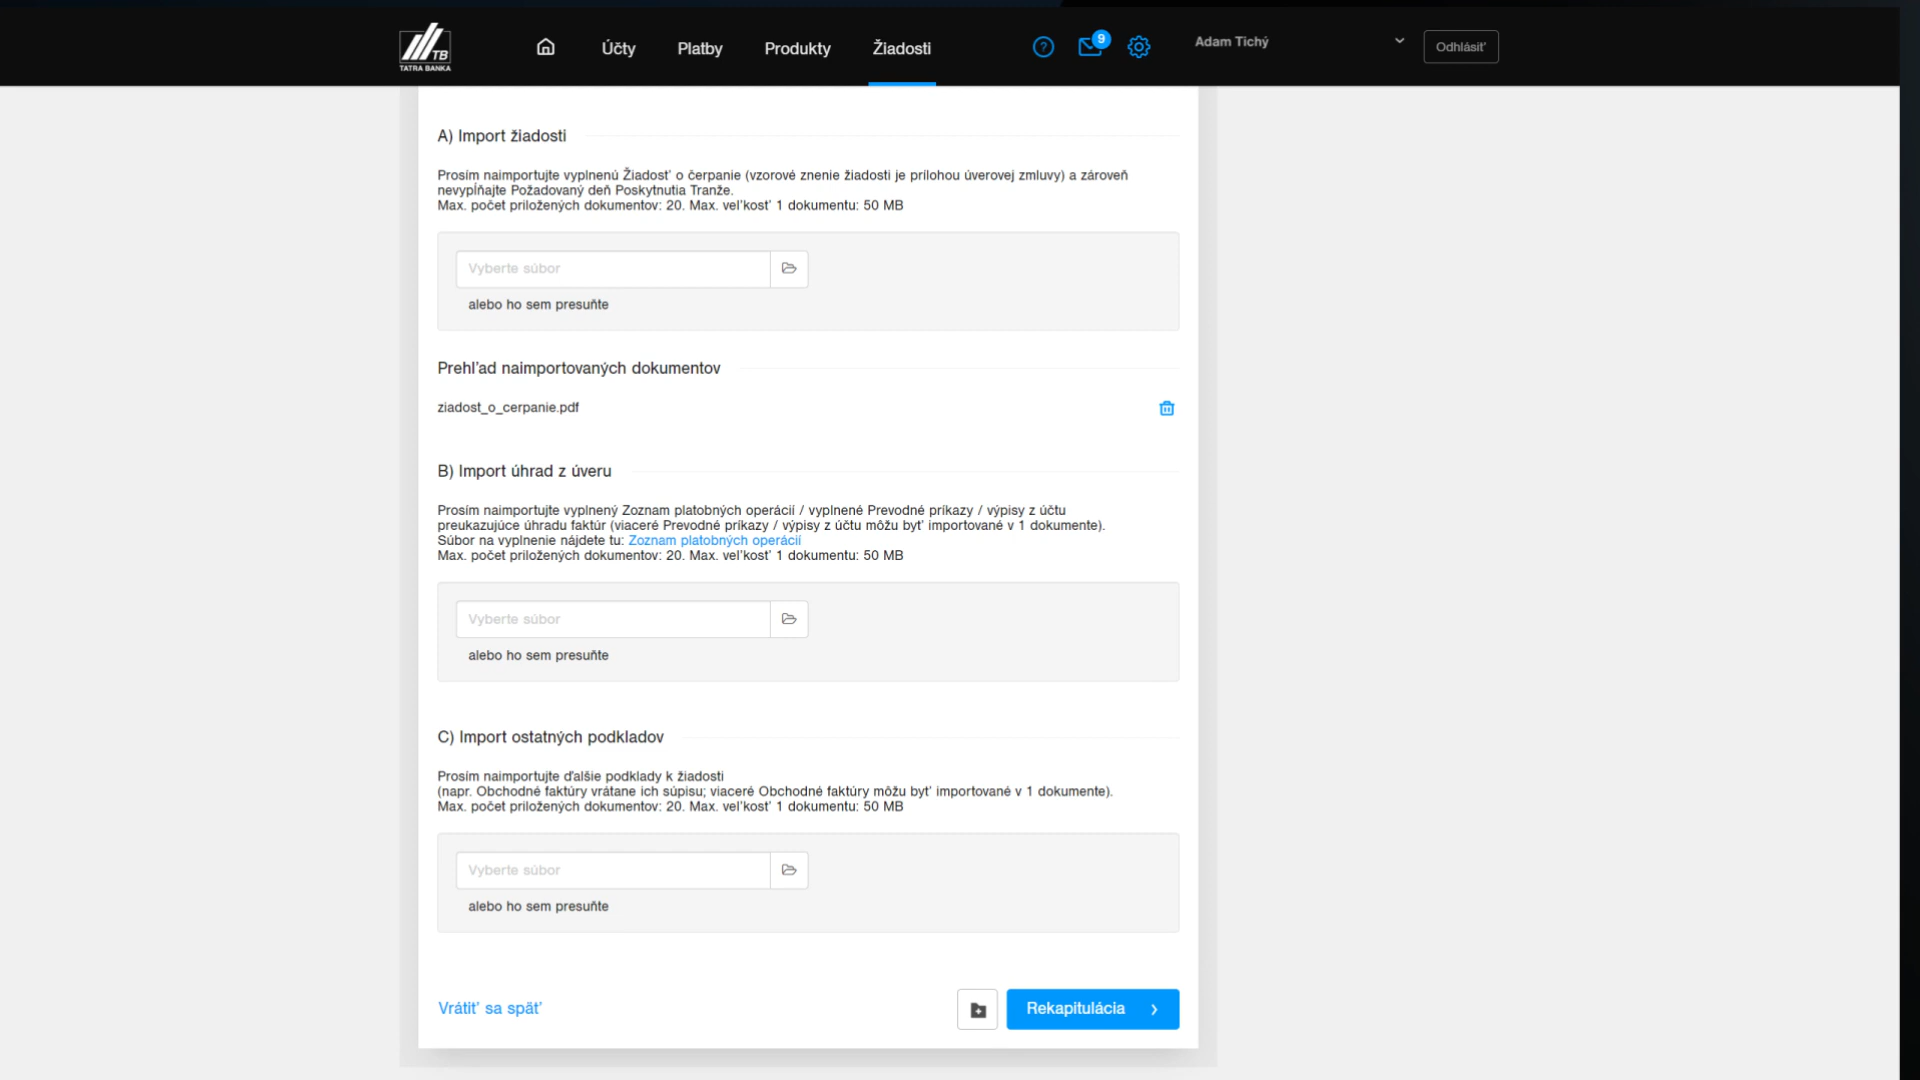 TB
TATRA BANKA
Účty
Platby
Produkty
Žiadosti
?
9
Adam Tichý
Odhlásiť
A) Import žiadosti
Prosím naimportujte vyplnenú Žiadosť o čerpanie (vzorové znenie žiadosti je prílohou úverovej zmluvy) a zároveň
nevypĺňajte Požadovaný deň Poskytnutia Tranže.
Max. počet priložených dokumentov: 20. Max. veľkosť 1 dokumentu: 50 MB
Vyberte súbor
alebo ho sem presuňte
Prehľad naimportovaných dokumentov
ziadost_o_cerpanie.pdf
B) Import úhrad z úveru
Prosím naimportujte vyplnený Zoznam platobných operácií / vyplnené Prevodné príkazy / výpisy z účtu
preukazujúce úhradu faktúr (viaceré Prevodné príkazy / výpisy z účtu môžu byť importované v 1 dokumente).
Súbor na vyplnenie nájdete tu: Zoznam platobných operácií
Max. počet priložených dokumentov: 20. Max. veľkosť 1 dokumentu: 50 MB
Vyberte súbor
alebo ho sem presuňte
C) Import ostatných podkladov
Prosím naimportujte ďalšie podklady k žiadosti
(napr. Obchodné faktúry vrátane ich súpisu; viaceré Obchodné faktúry môžu byť importované v 1 dokumente).
Max. počet priložených dokumentov: 20. Max. veľkosť 1 dokumentu: 50 MB
Vyberte súbor
alebo ho sem presuňte
Vrátiť sa späť
Rekapitulácia